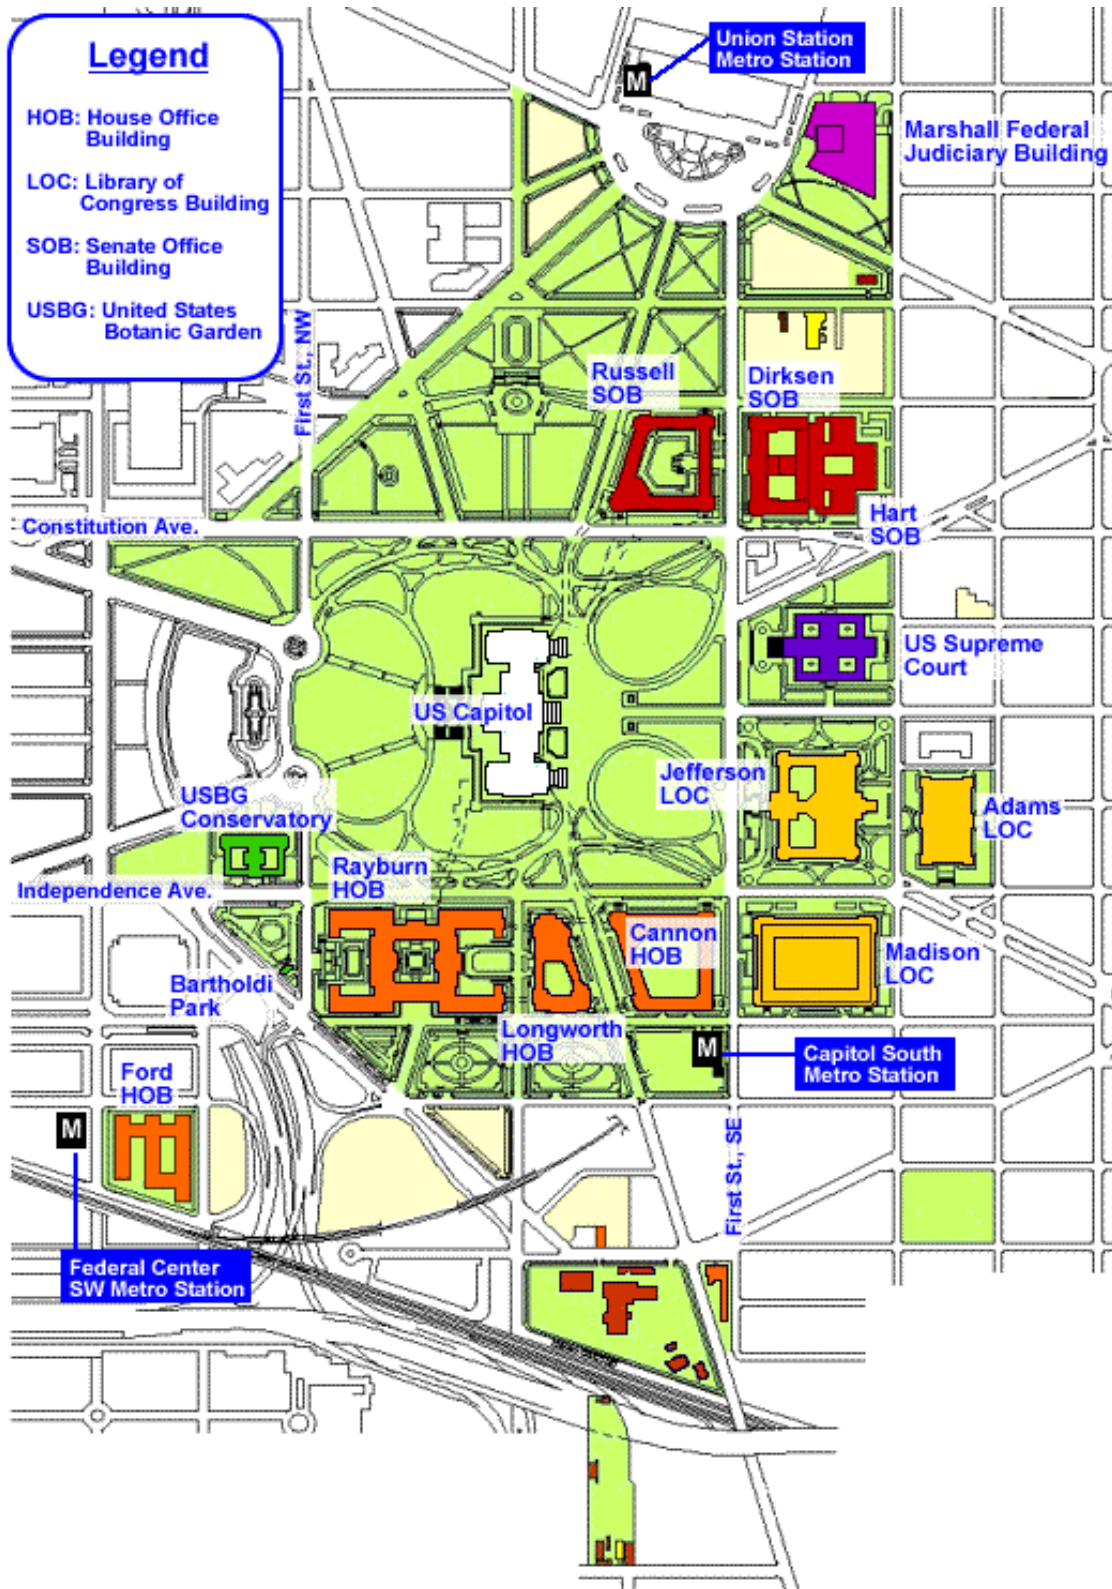 Legend
HOB: House Office
Building
LOC: Library of
Congress Building
SOB: Senate Office
Building
USBG: United States
Botanic Garden
Union Station
Metro Station
M
Marshall Federal
Judiciary Building
First St., NW
Russell
SOB
Dirksen
SOB
Constitution Ave.
Hart
SOB
US Supreme
Court
US Capitol
Jefferson
LOC
Adams
LOC
USBG
Conservatory
Rayburn
HOB
Independence Ave.
Cannon
HOB
Madison
LOC
Bartholdi
Park
Longworth
HOB
M
Capitol South
Metro Station
Ford
HOB
M
First St., SE
Federal Center
SW Metro Station